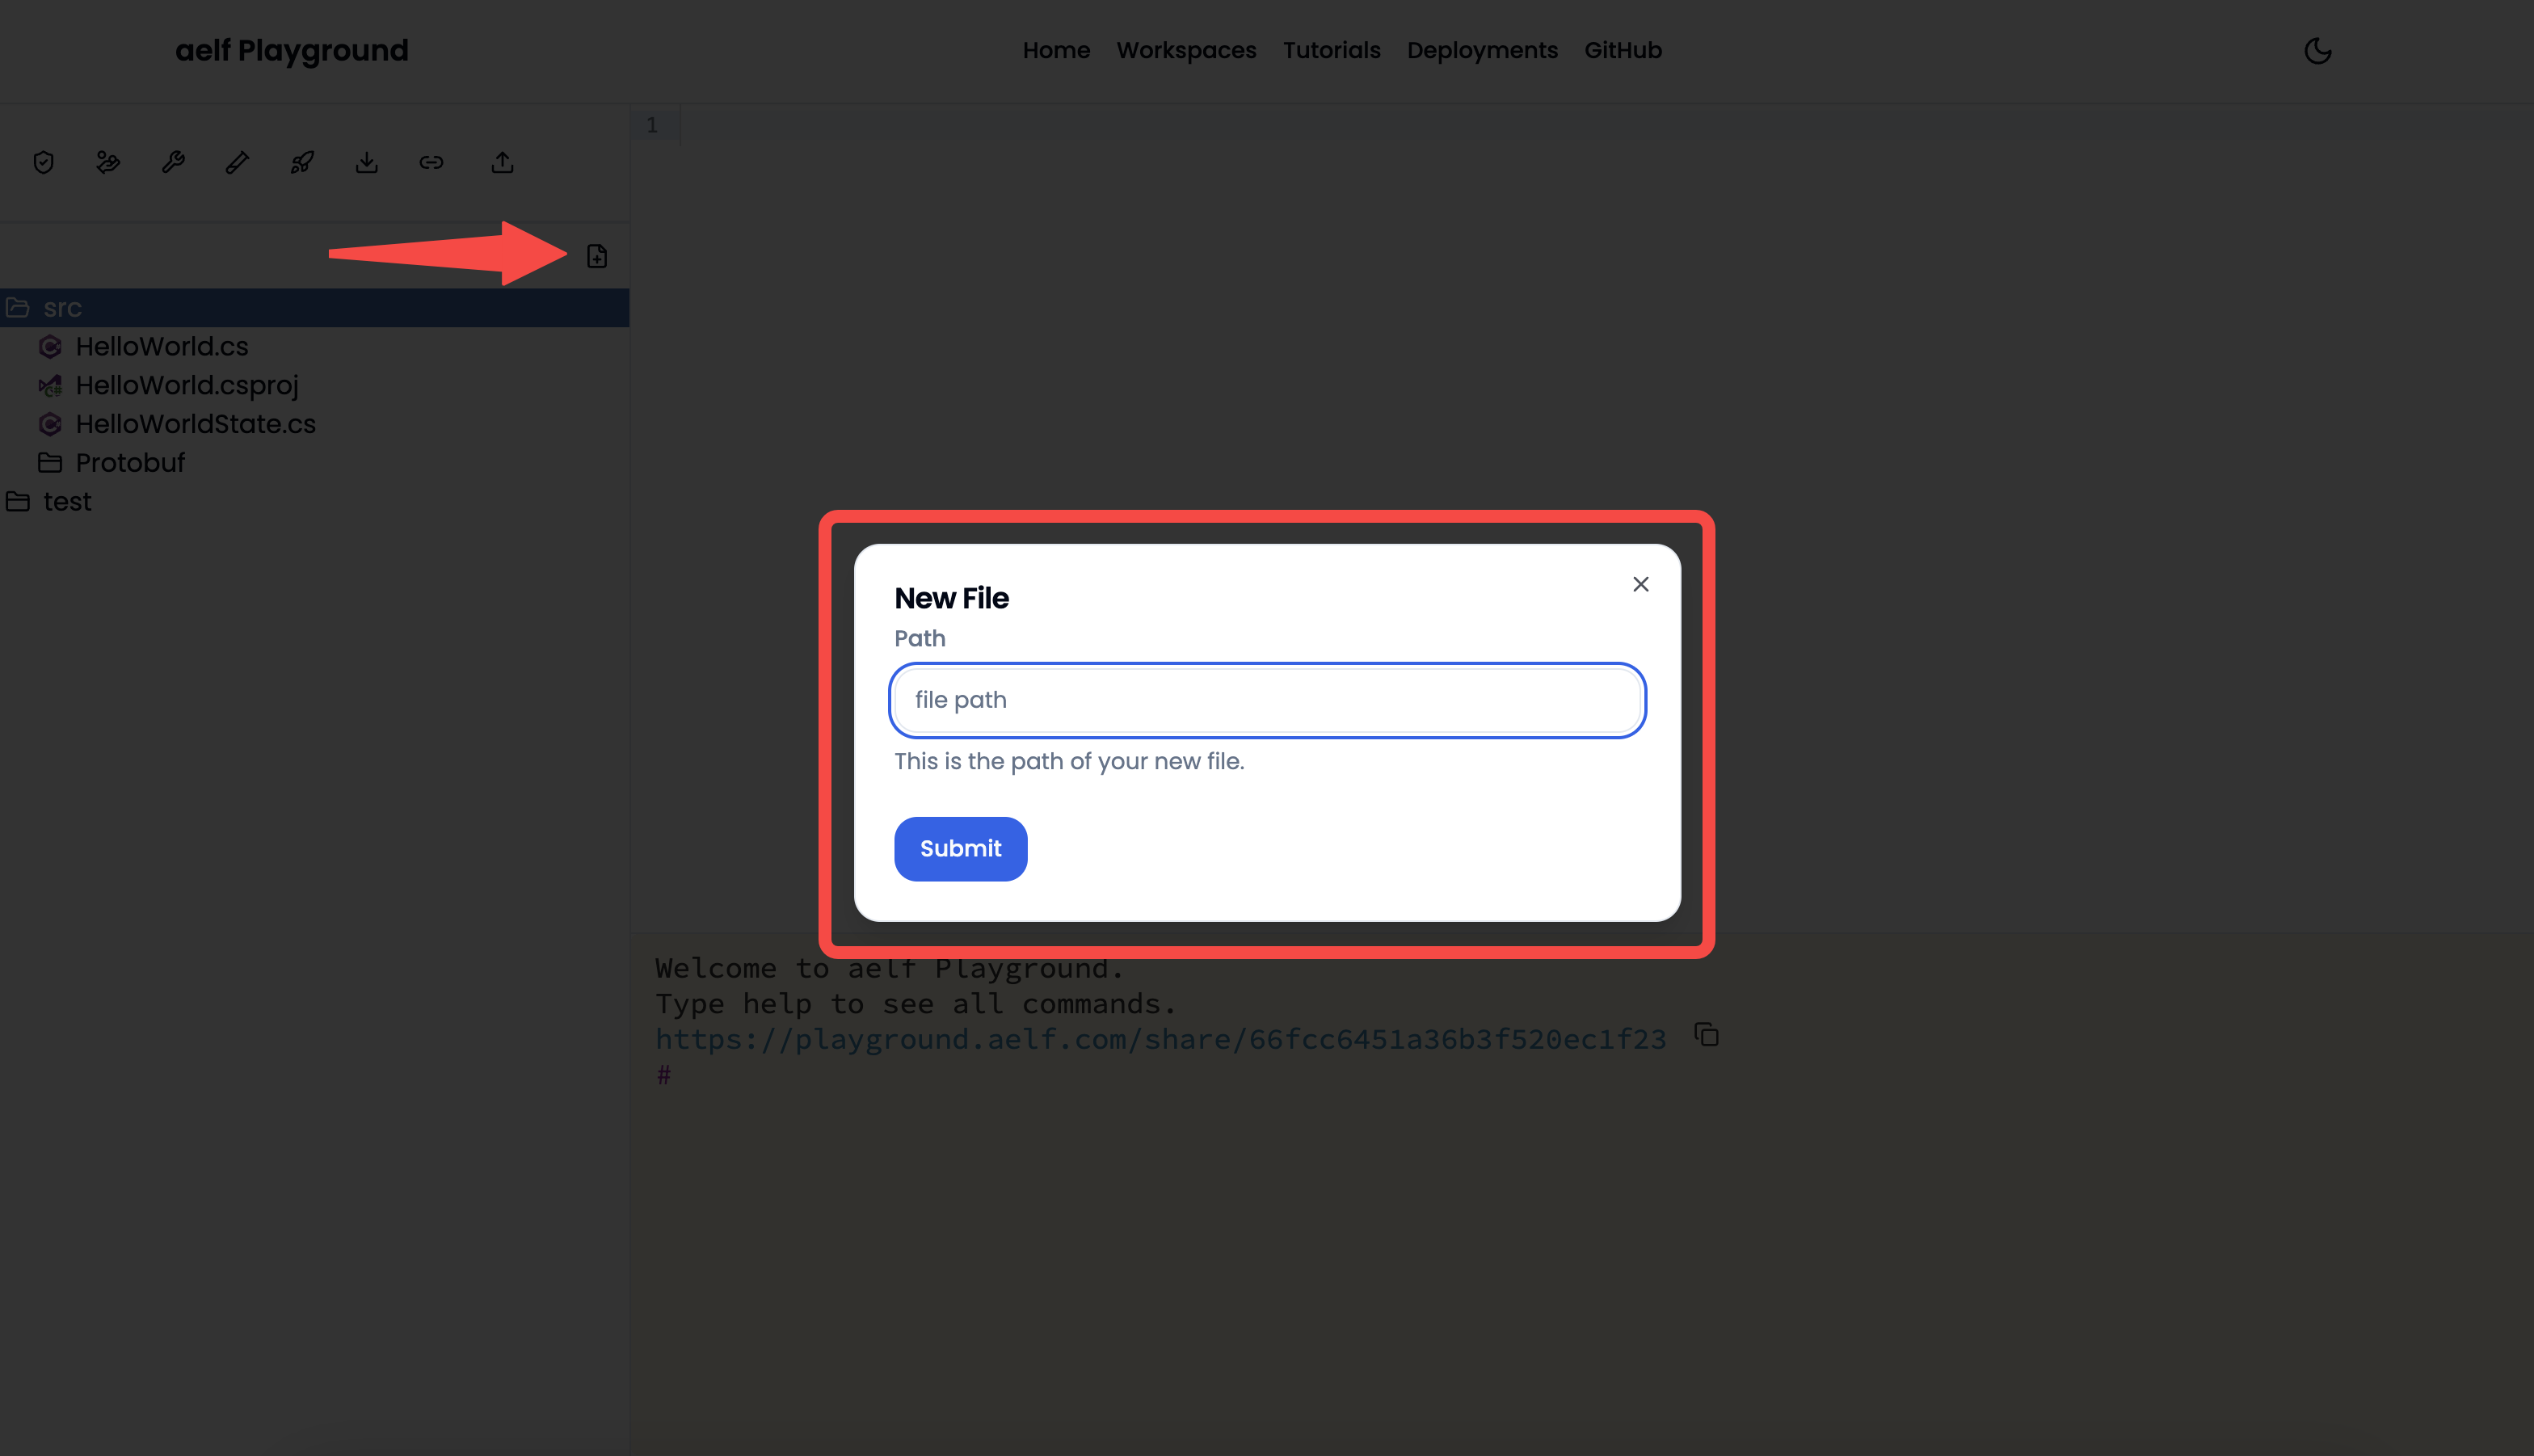 aelf Playground
Home Workspaces Tutorials Deployments GitHub
1
src
HelloWorld.cs
HelloWorld.csproj
HelloWorldState.cs
Protobuf
test
New File
Path
file path
This is the path of your new file.
Submit
Welcome to aelf Playground.
Type help to see all commands.
https://playground.aelf.com/share/66fcc6451a36b3f520ec1f23
#